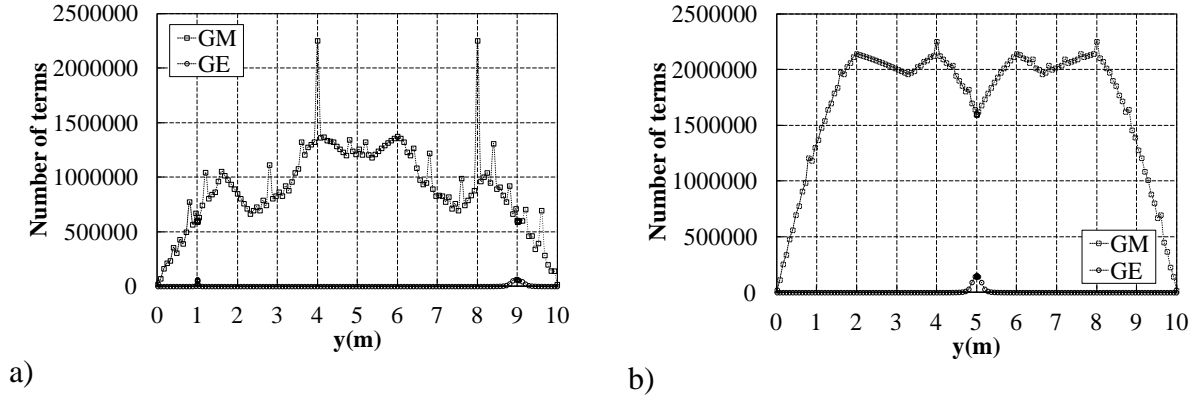 2500000
2000000
1500000
1000000
500000
0
Number of terms
GM
GE
0 1 2 3 4 5 6 7 8 9 10
y(m)
a)
2500000
2000000
1500000
1000000
500000
0
Number of terms
GM
GE
0 1 2 3 4 5 6 7 8 9 10
y(m)
b)